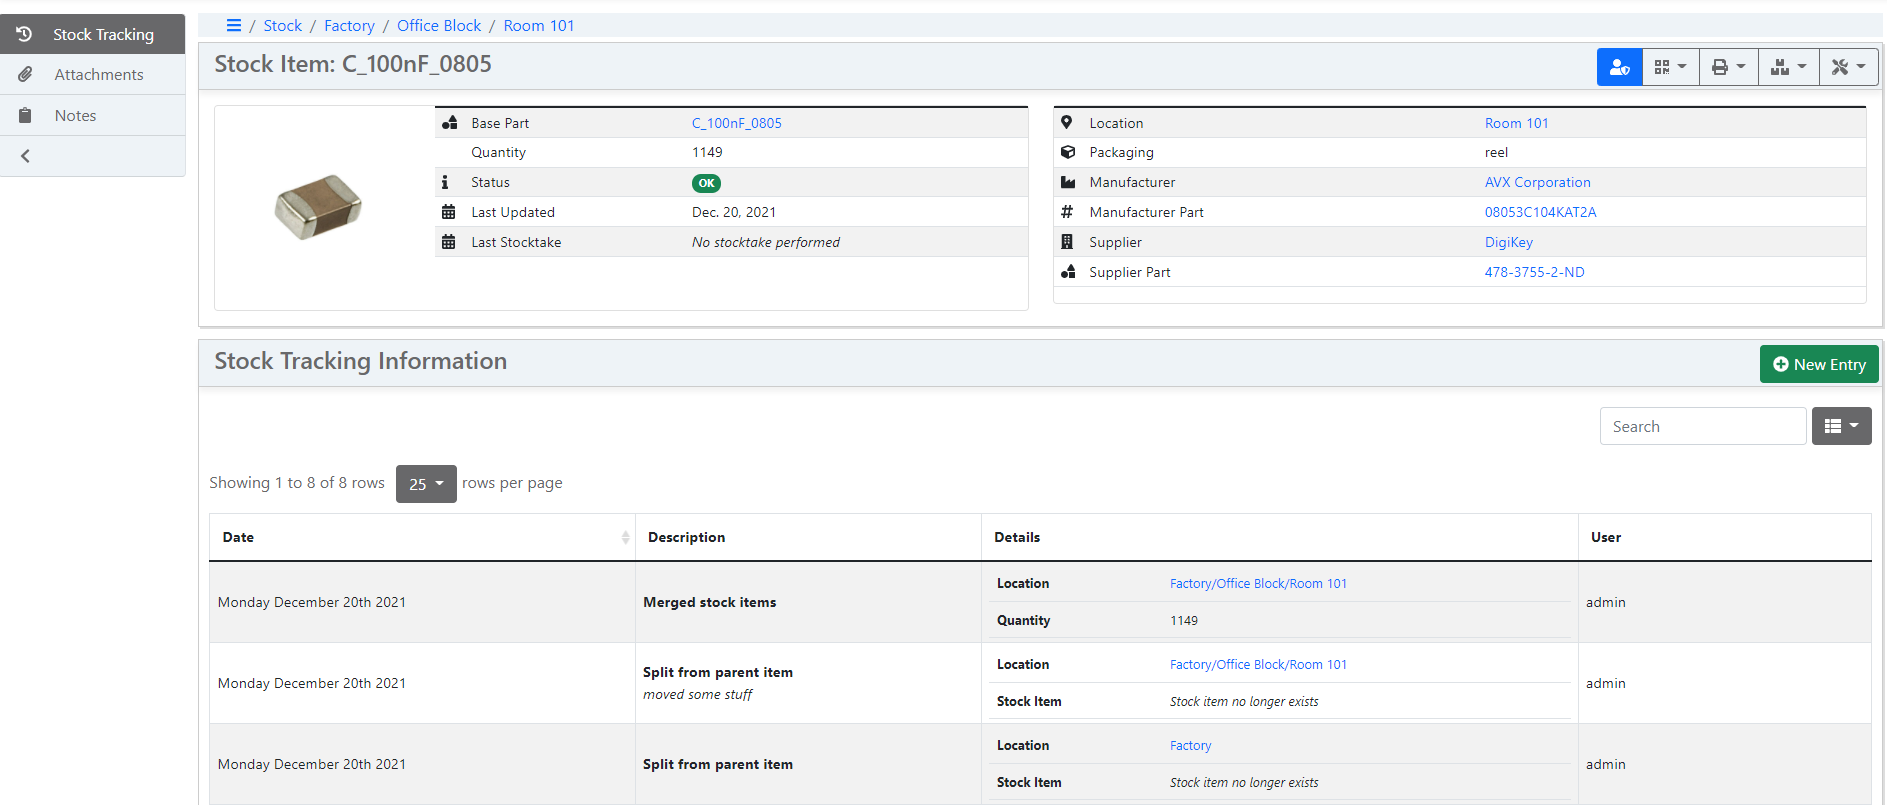 Stock Tracking
Attachments
Notes
/ Stock / Factory / Office Block / Room 101
Stock Item: C_100nF_0805
Base Part C_100nF_0805
Quantity 1149
Status OK
Last Updated Dec. 20, 2021
Last Stocktake No stocktake performed
Location Room 101
Packaging reel
Manufacturer AVX Corporation
Manufacturer Part 08053C104KAT2A
Supplier DigiKey
Supplier Part 478-3755-2-ND
Stock Tracking Information
New Entry
Search
Showing 1 to 8 of 8 rows 25 rows per page
Date Description Details User
Monday December 20th 2021 Merged stock items Location Factory/Office Block/Room 101 admin
Quantity 1149
Monday December 20th 2021 Split from parent item Location Factory/Office Block/Room 101 admin
moved some stuff
Stock Item Stock item no longer exists
Monday December 20th 2021 Split from parent item Location Factory admin
Stock Item Stock item no longer exists